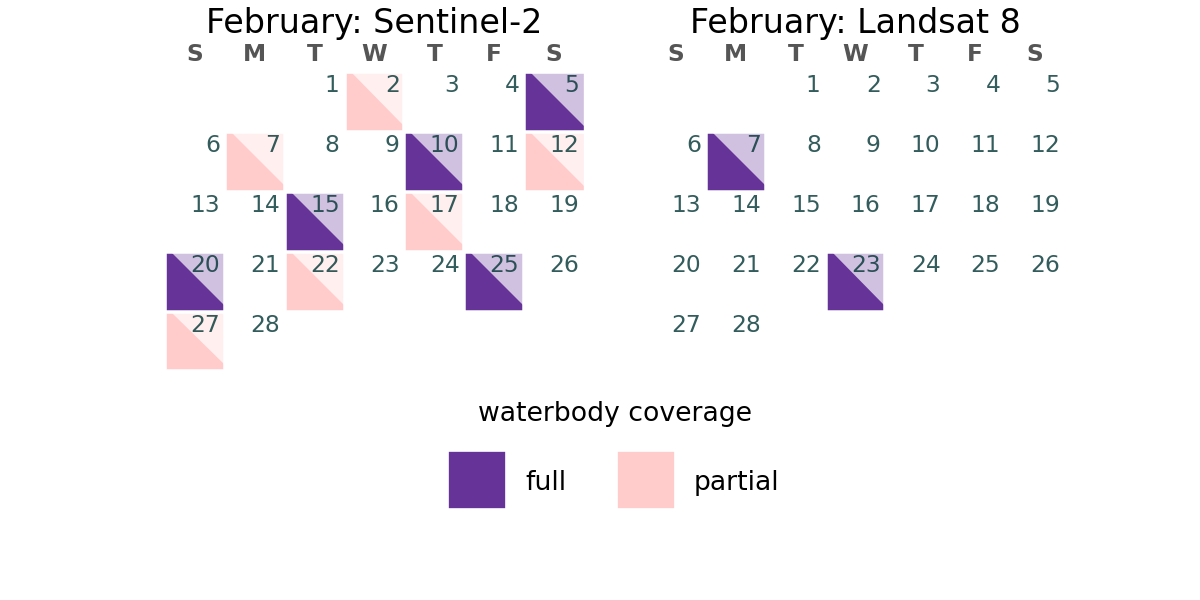 February: Sentinel-2
S M T W T F S
1 2 3 4 5
6 7 8 9 10 11 12
13 14 15 16 17 18 19
20 21 22 23 24 25 26
27 28
February: Landsat 8
S M T W T F S
1 2 3 4 5
6 7 8 9 10 11 12
13 14 15 16 17 18 19
20 21 22 23 24 25 26
27 28
waterbody coverage
full partial